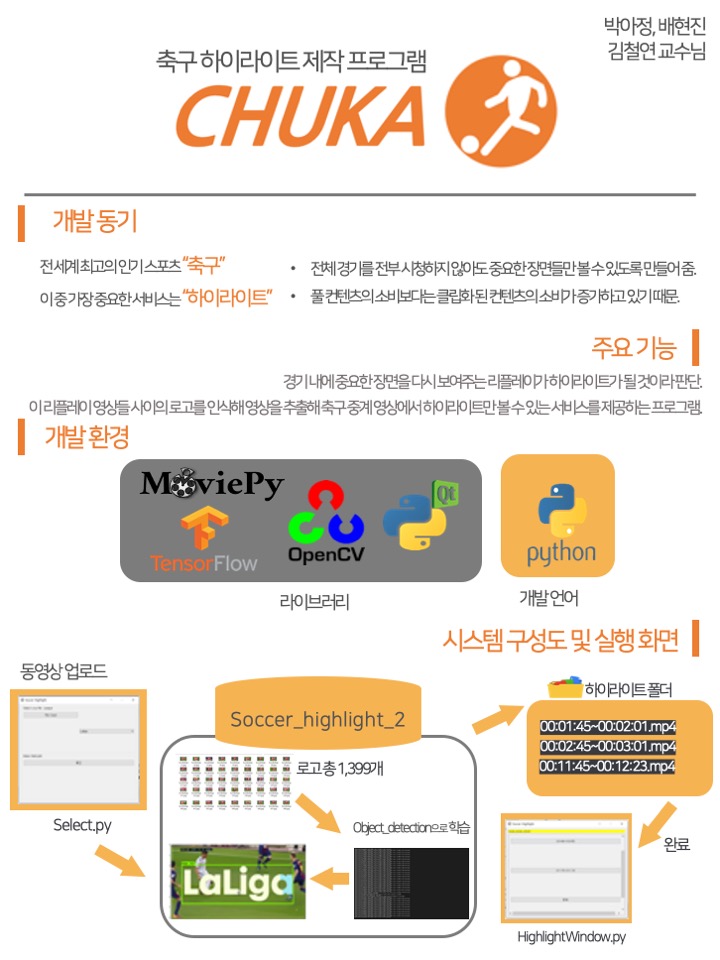 박아정, 배현진
김철연 교수님
축구 하이라이트 제작 프로그램
CHUKA
개발 동기
전 세계 최고의 인기 스포츠 “축구”
이 중 가장 중요한 서비스는 “하이라이트”
• 전체 경기를 전부 시청하지 않아도 중요한 장면들만 볼 수 있도록 만들어 줌.
• 풀 컨텐츠의 소비보다는 클립화 된 컨텐츠의 소비가 증가하고 있기 때문.
주요 기능
경기 내에 중요한 장면을 다시 보여주는 리플레이가 하이라이트가 될 것이라 판단.
이 리플레이 영상들 사이의 로고를 인식해 영상을 추출해 축구 중계 영상에서 하이라이트만 볼 수 있는 서비스를 제공하는 프로그램.
개발 환경
MoviePy
TensorFlow
OpenCV
Qt
python
라이브러리
개발 언어
시스템 구성도 및 실행 화면
동영상 업로드
Select.py
Soccer_highlight_2
로고 총 1,399개
Object_detection으로 학습
LaLiga
하이라이트 폴더
00:01:45~00:02:01.mp4
00:02:45~00:03:01.mp4
00:11:45~00:12:23.mp4
완료
HighlightWindow.py